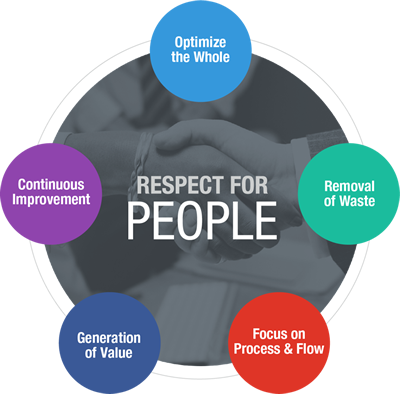 Optimize
the Whole
Continuous
Improvement
RESPECT FOR
PEOPLE
Removal
of Waste
Generation
of Value
Focus on
Process & Flow